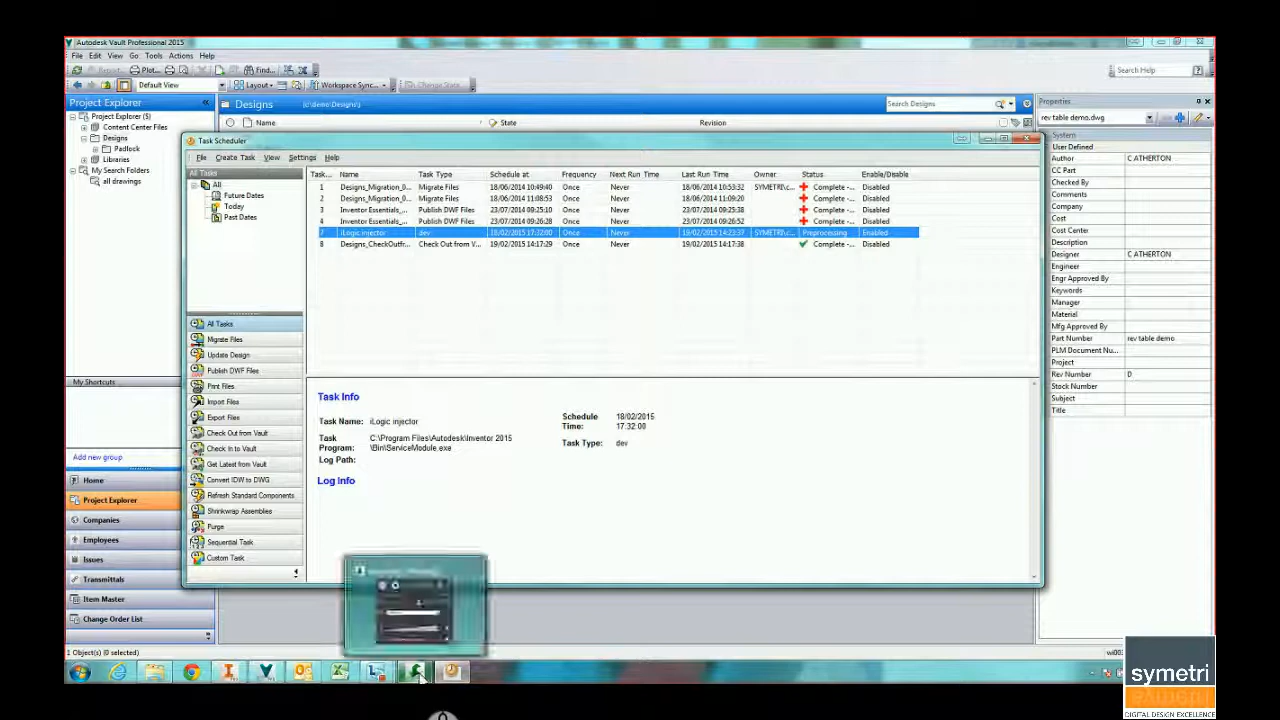 Autodesk Vault Professional 2015
File Edit View Go Tools Actions Help
Plot... Find...
Default View Layout Workspace Sync... Change State...
Search Help
Project Explorer «
Designs (c:\demo\Designs)
Search Designs
Name State Revision
Project Explorer ($)
Content Center Files
Designs
Padlock
Libraries
My Search Folders
all drawings
My Shortcuts
Add new group
Home
Project Explorer
Companies
Employees
Issues
Transmittals
Item Master
Change Order List
1 Object(s) (0 selected)
Task Scheduler
File Create Task View Settings Help
All Tasks
All
Future Dates
Today
Past Dates
All Tasks
Migrate Files
Update Design
Publish DWF Files
Print Files
Import Files
Export Files
Check Out from Vault
Check In to Vault
Get Latest from Vault
Convert IDW to DWG
Refresh Standard Components
Shrinkwrap Assemblies
Purge
Sequential Task
Custom Task
Task... Name Task Type Schedule at Frequency Next Run Time Last Run Time Owner Status Enable/Disable
1 Designs_Migration_0... Migrate Files 18/06/2014 10:49:40 Once Never 18/06/2014 10:53:32 SYMETRI\c... Complete -... Disabled
2 Designs_Migration_0... Migrate Files 18/06/2014 11:08:53 Once Never 18/06/2014 11:09:20 Complete -... Disabled
3 Inventor Essentials_... Publish DWF Files 23/07/2014 09:25:10 Once Never 23/07/2014 09:25:38 Complete -... Disabled
4 Inventor Essentials_... Publish DWF Files 23/07/2014 09:26:28 Once Never 23/07/2014 09:26:52 Complete -... Disabled
7 iLogic injector dev 18/02/2015 17:32:00 Once Never 19/02/2015 14:23:37 SYMETRI\c... Preprocessing Enabled
8 Designs_CheckOutfr... Check Out from V... 19/02/2015 14:17:29 Once Never 19/02/2015 14:17:38 Complete -... Disabled
Task Info
Task Name: iLogic injector
Schedule Time: 18/02/2015 17:32:00
Task Program: C:\Program Files\Autodesk\Inventor 2015 \Bin\ServiceModule.exe
Task Type: dev
Log Path:
Log Info
Properties
rev table demo.dwg
System
User Defined
Author C ATHERTON
CC Part
Checked By
Comments
Company
Cost
Cost Center
Description
Designer C ATHERTON
Engineer
Engr Approved By
Keywords
Manager
Material
Mfg Approved By
Part Number rev table demo
PLM Document Nu...
Project
Rev Number D
Stock Number
Subject
Title
symetri
DIGITAL DESIGN EXCELLENCE